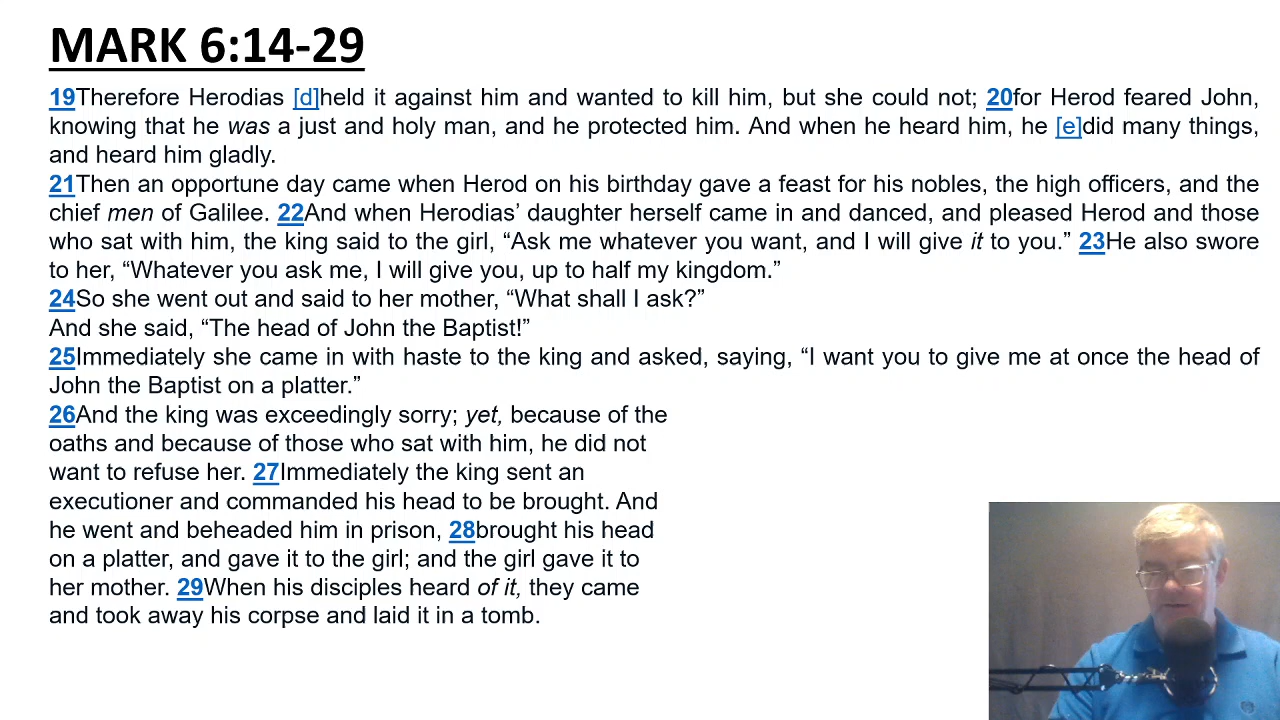 MARK 6:14-29
19Therefore Herodias [d]held it against him and wanted to kill him, but she could not; 20for Herod feared John,
knowing that he was a just and holy man, and he protected him. And when he heard him, he [e]did many things,
and heard him gladly.
21Then an opportune day came when Herod on his birthday gave a feast for his nobles, the high officers, and the
chief men of Galilee. 22And when Herodias’ daughter herself came in and danced, and pleased Herod and those
who sat with him, the king said to the girl, “Ask me whatever you want, and I will give it to you.” 23He also swore
to her, “Whatever you ask me, I will give you, up to half my kingdom.”
24So she went out and said to her mother, “What shall I ask?”
And she said, “The head of John the Baptist!”
25Immediately she came in with haste to the king and asked, saying, “I want you to give me at once the head of
John the Baptist on a platter.”
26And the king was exceedingly sorry; yet, because of the
oaths and because of those who sat with him, he did not
want to refuse her. 27Immediately the king sent an
executioner and commanded his head to be brought. And
he went and beheaded him in prison, 28brought his head
on a platter, and gave it to the girl; and the girl gave it to
her mother. 29When his disciples heard of it, they came
and took away his corpse and laid it in a tomb.